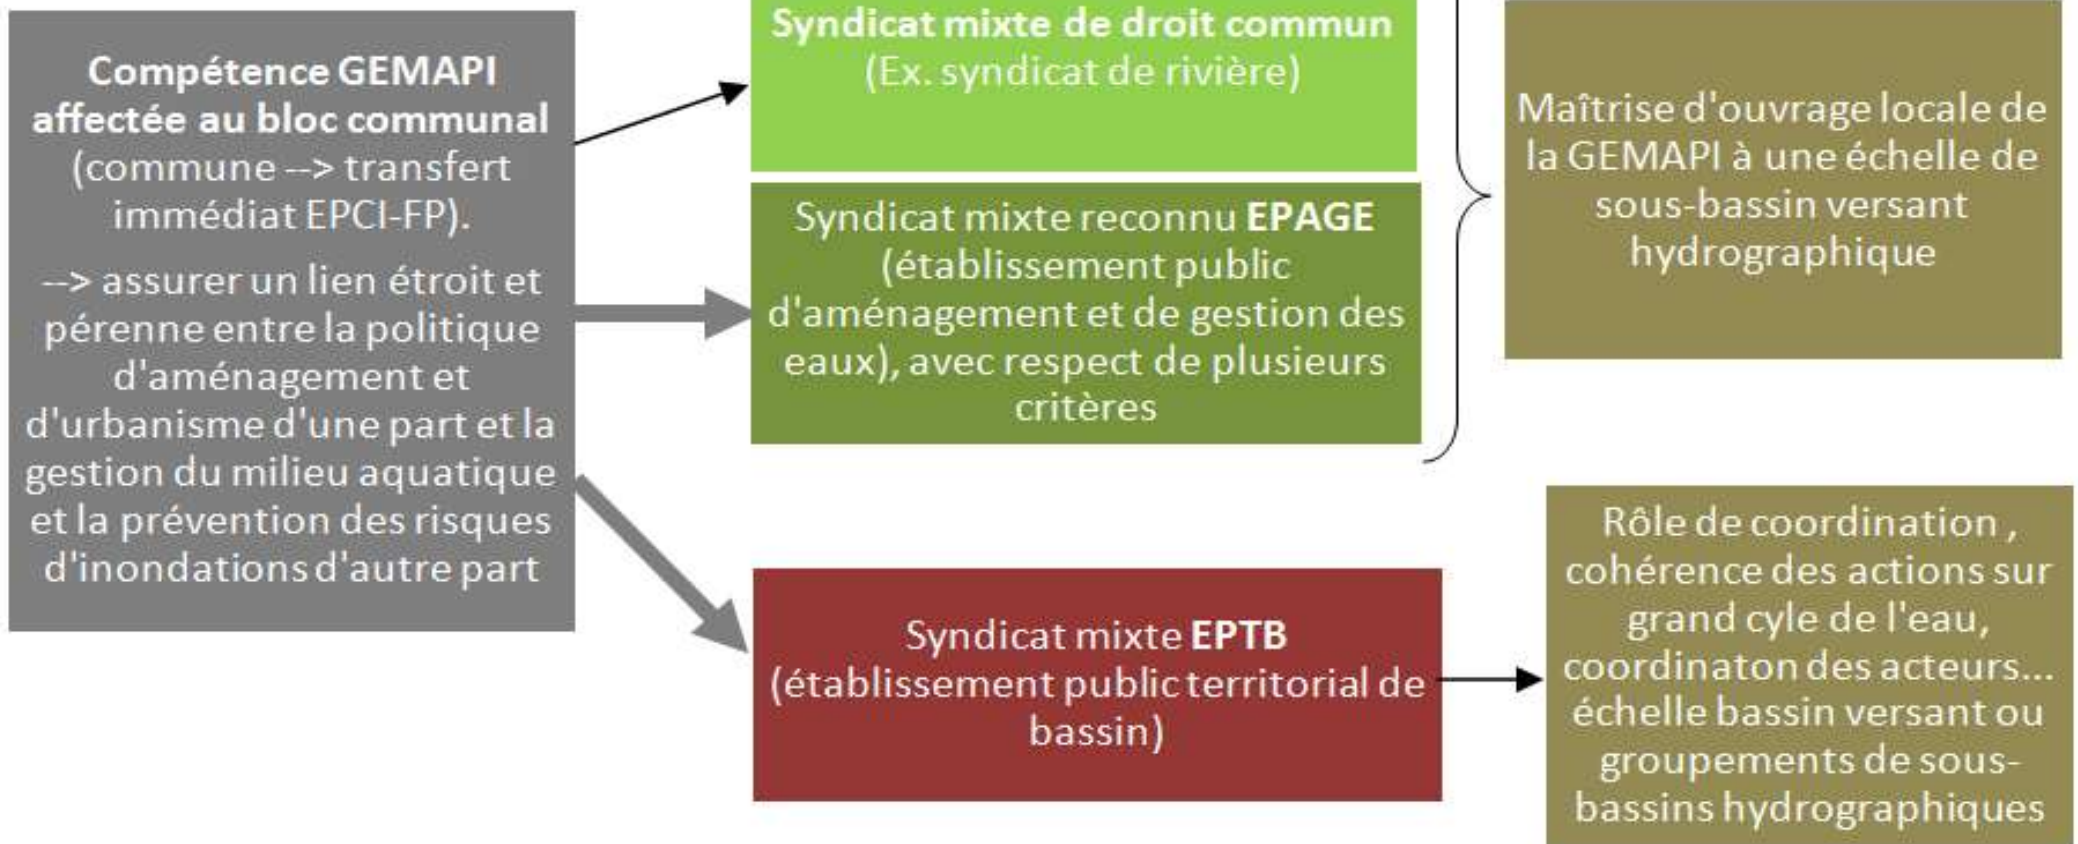 Compétence GEMAPI
affectée au bloc communal
(commune --> transfert
immédiat EPCI-FP).
--> assurer un lien étroit et
pérenne entre la politique
d'aménagement et
d'urbanisme d'une part et la
gestion du milieu aquatique
et la prévention des risques
d'inondations d'autre part
Syndicat mixte de droit commun
(Ex. syndicat de rivière)
Syndicat mixte reconnu EPAGE
(établissement public
d'aménagement et de gestion des
eaux), avec respect de plusieurs
critères
Maîtrise d'ouvrage locale de
la GEMAPI à une échelle de
sous-bassin versant
hydrographique
Syndicat mixte EPTB
(établissement public territorial de
bassin)
Rôle de coordination ,
cohérence des actions sur
grand cyle de l'eau,
coordinaton des acteurs...
échelle bassin versant ou
groupements de sous-
bassins hydrographiques